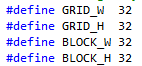 #define GRID_W 32
#define GRID_H 32
#define BLOCK_W 32
#define BLOCK_H 32